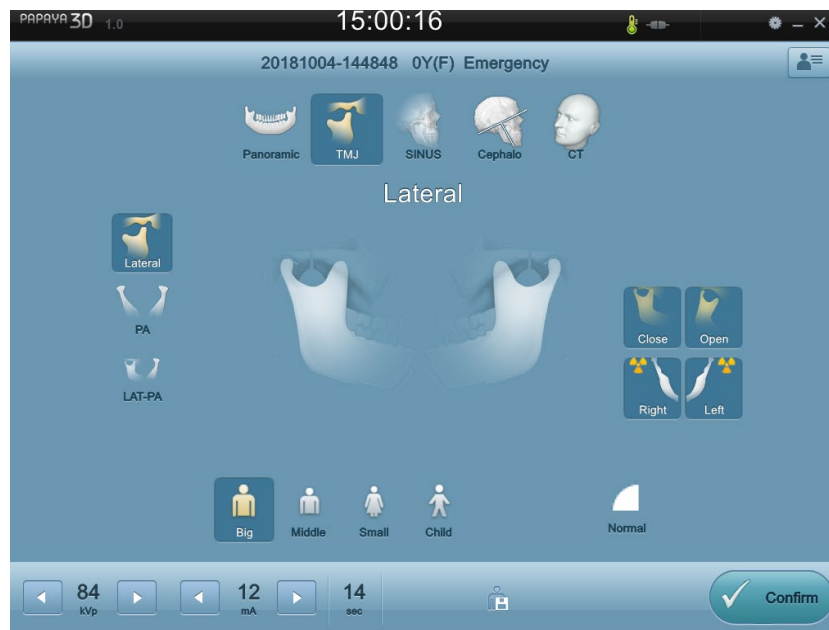 PAPAYA 3D 1.0
15:00:16
20181004-144848 0Y(F) Emergency
Panoramic
TMJ
SINUS
Cephalo
CT
Lateral
Lateral
PA
LAT-PA
Close
Open
Right
Left
Big
Middle
Small
Child
Normal
84
kVp
12
mA
14
sec
Confirm